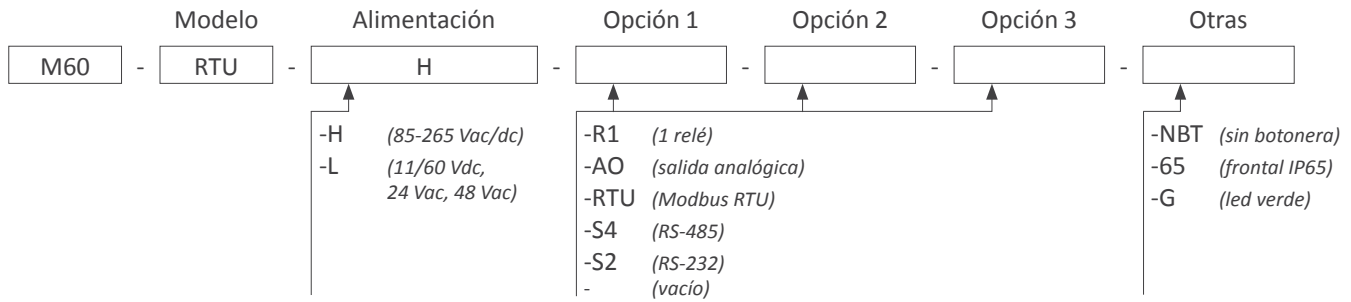 Modelo Alimentación Opción 1 Opción 2 Opción 3 Otras
M60 - RTU - H - - - -
-H (85-265 Vac/dc) -R1 (1 relé) -NBT (sin botonera)
-L (11/60 Vdc, -AO (salida analógica) -65 (frontal IP65)
24 Vac, 48 Vac) -RTU (Modbus RTU) -G (led verde)
-S4 (RS-485)
-S2 (RS-232)
- (vacío)